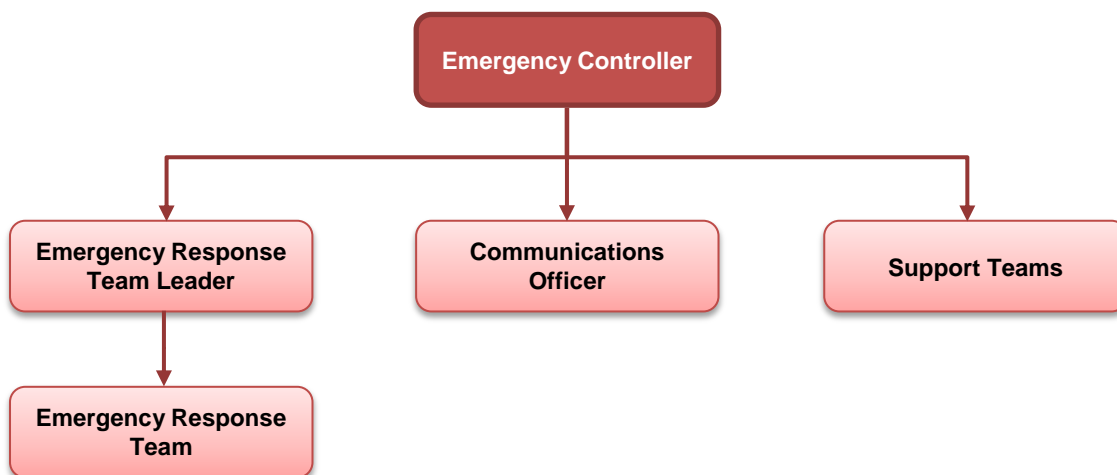 Emergency Controller
Emergency Response
Team Leader
Communications
Officer
Support Teams
Emergency Response
Team